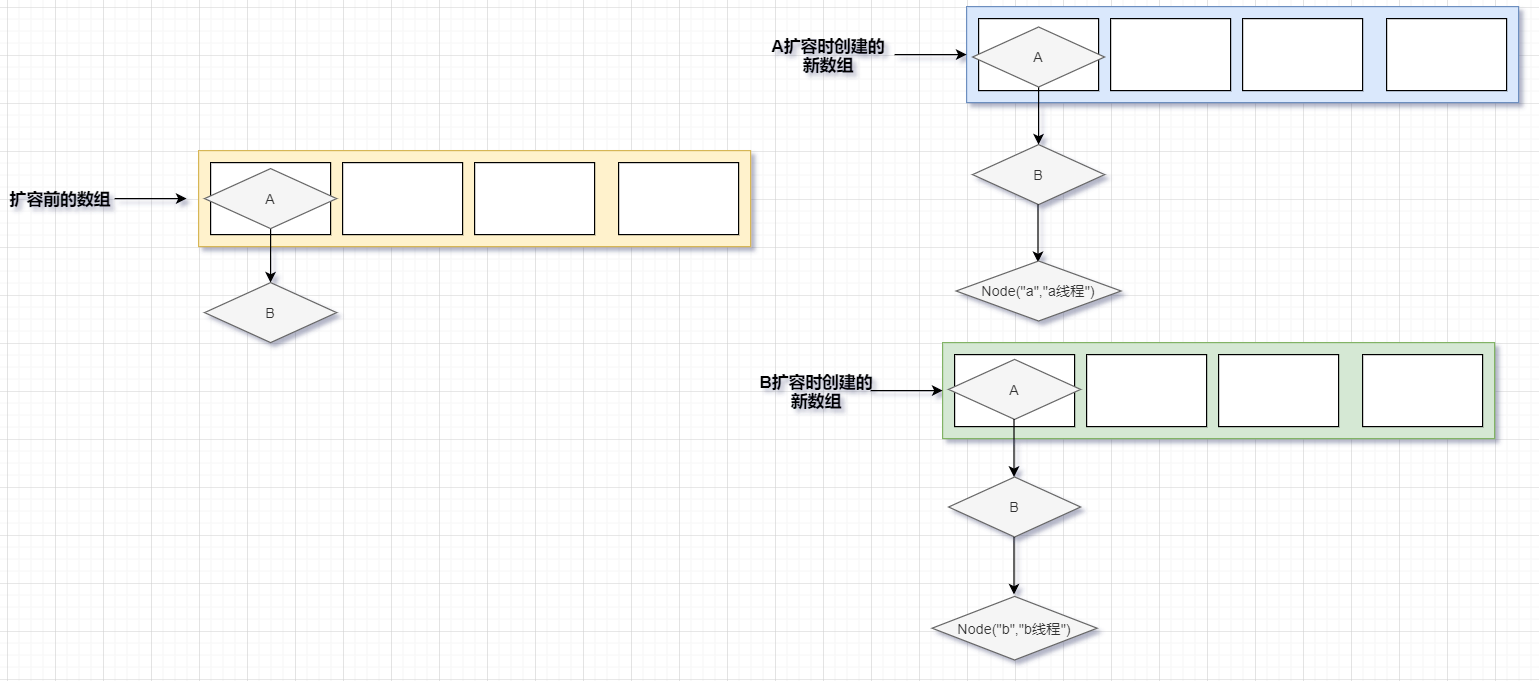 扩容前的数组
A
B
A扩容时创建的
新数组
A
B
Node("a","a线程")
B扩容时创建的
新数组
A
B
Node("b","b线程")